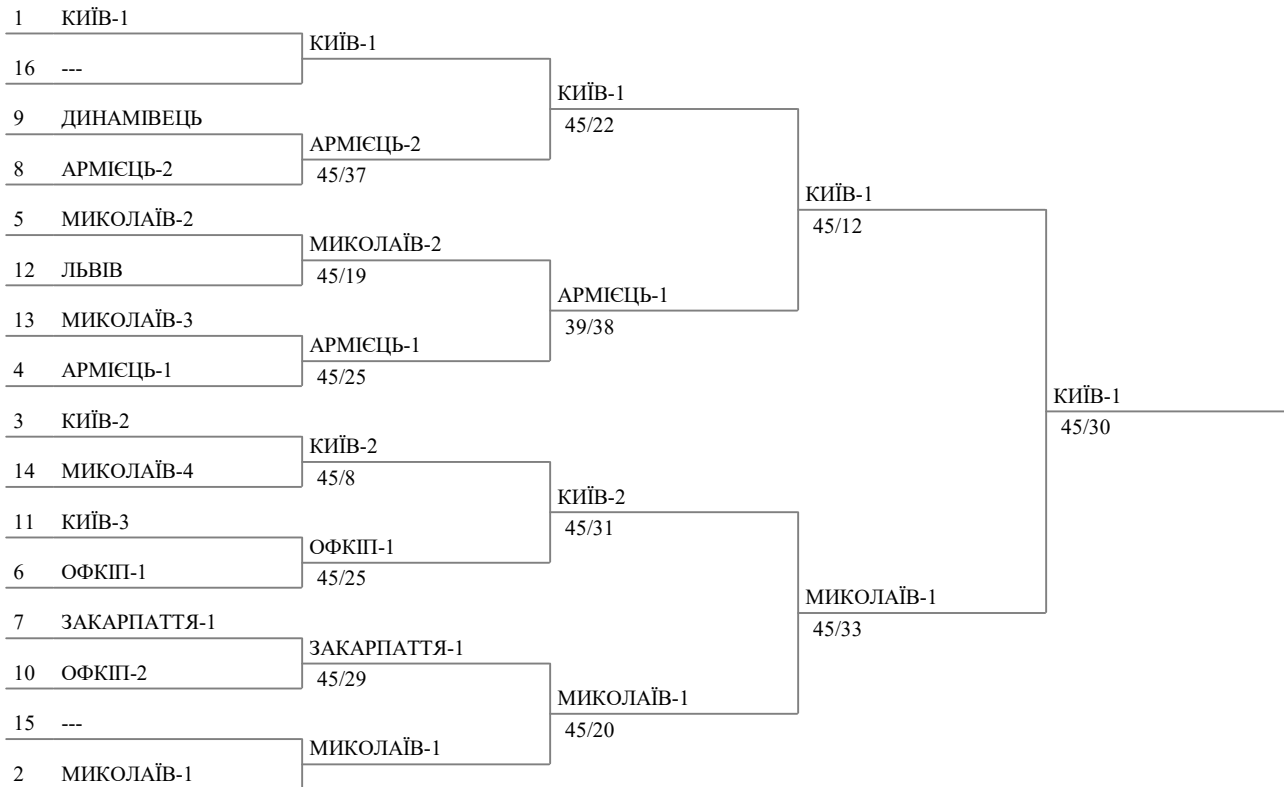 1 КИЇВ-1
КИЇВ-1
16 ---
КИЇВ-1
45/22
9 ДИНАМІВЕЦЬ
АРМІЄЦЬ-2
45/37
8 АРМІЄЦЬ-2
КИЇВ-1
45/12
5 МИКОЛАЇВ-2
МИКОЛАЇВ-2
45/19
12 ЛЬВІВ
АРМІЄЦЬ-1
39/38
13 МИКОЛАЇВ-3
АРМІЄЦЬ-1
45/25
4 АРМІЄЦЬ-1
КИЇВ-1
45/30
3 КИЇВ-2
КИЇВ-2
45/8
14 МИКОЛАЇВ-4
КИЇВ-2
45/31
11 КИЇВ-3
ОФКІП-1
45/25
6 ОФКІП-1
МИКОЛАЇВ-1
45/33
7 ЗАКАРПАТТЯ-1
ЗАКАРПАТТЯ-1
45/29
10 ОФКІП-2
МИКОЛАЇВ-1
45/20
15 ---
МИКОЛАЇВ-1
2 МИКОЛАЇВ-1